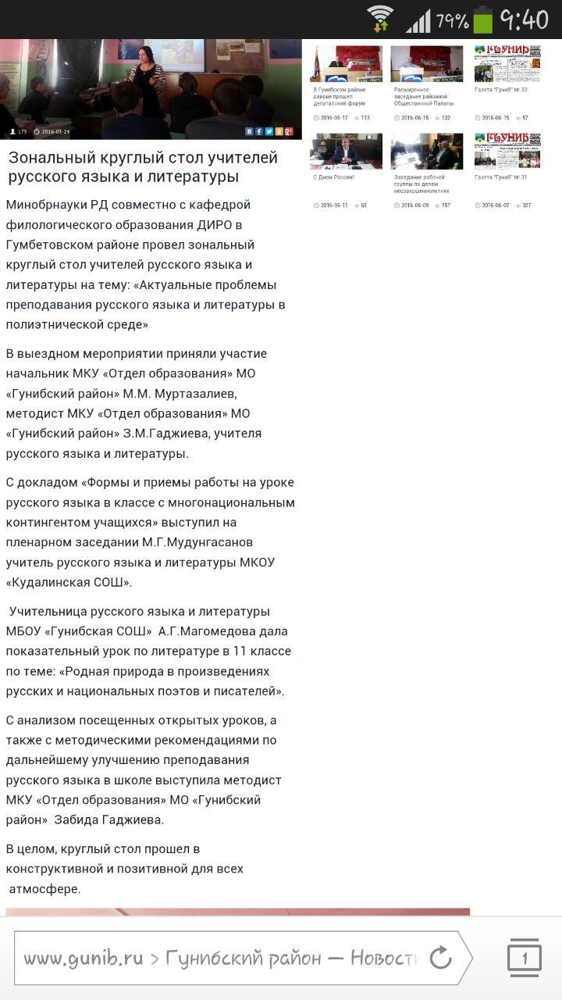 79% 9:40
175 2016-03-24
Зональный круглый стол учителей
русского языка и литературы
Минобрнауки РД совместно с кафедрой
филологического образования ДИРО в
Гумбетовском районе провел зональный
круглый стол учителей русского языка и
литературы на тему: «Актуальные проблемы
преподавания русского языка и литературы в
полиэтнической среде»
В выездном мероприятии приняли участие
начальник МКУ «Отдел образования» МО
«Гунибский район» М.М. Муртазалиев,
методист МКУ «Отдел образования» МО
«Гунибский район» З.М.Гаджиева, учителя
русского языка и литературы.
С докладом «Формы и приемы работы на уроке
русского языка в классе с многонациональным
контингентом учащихся» выступил на
пленарном заседании М.Г.Мудунгасанов
учитель русского языка и литературы МКОУ
«Кудалинская СОШ».
Учительница русского языка и литературы
МБОУ «Гунибская СОШ» А.Г.Магомедова дала
показательный урок по литературе в 11 классе
по теме: «Родная природа в произведениях
русских и национальных поэтов и писателей».
С анализом посещенных открытых уроков, а
также с методическими рекомендациями по
дальнейшему улучшению преподавания
русского языка в школе выступила методист
МКУ «Отдел образования» МО «Гунибский
район» Забида Гаджиева.
В целом, круглый стол прошел в
конструктивной и позитивной для всех
атмосфере.
В Гунибском районе
районе прошел
депутатский форум
2016-06-17 113
Расширенное
заседание районной
Общественной Палаты
2016-06-15 132
ГЪУНИБ
Газета "Гуниб" № 32
2016-06-15 57
С Днем России!
2016-06-11 65
Заседание рабочей
группы по делам
несовершеннолетних
2016-06-09 157
ГЪУНИБ
Газета "Гуниб" № 31
2016-06-07 327
www.gunib.ru > Гунибский район — Новости
1